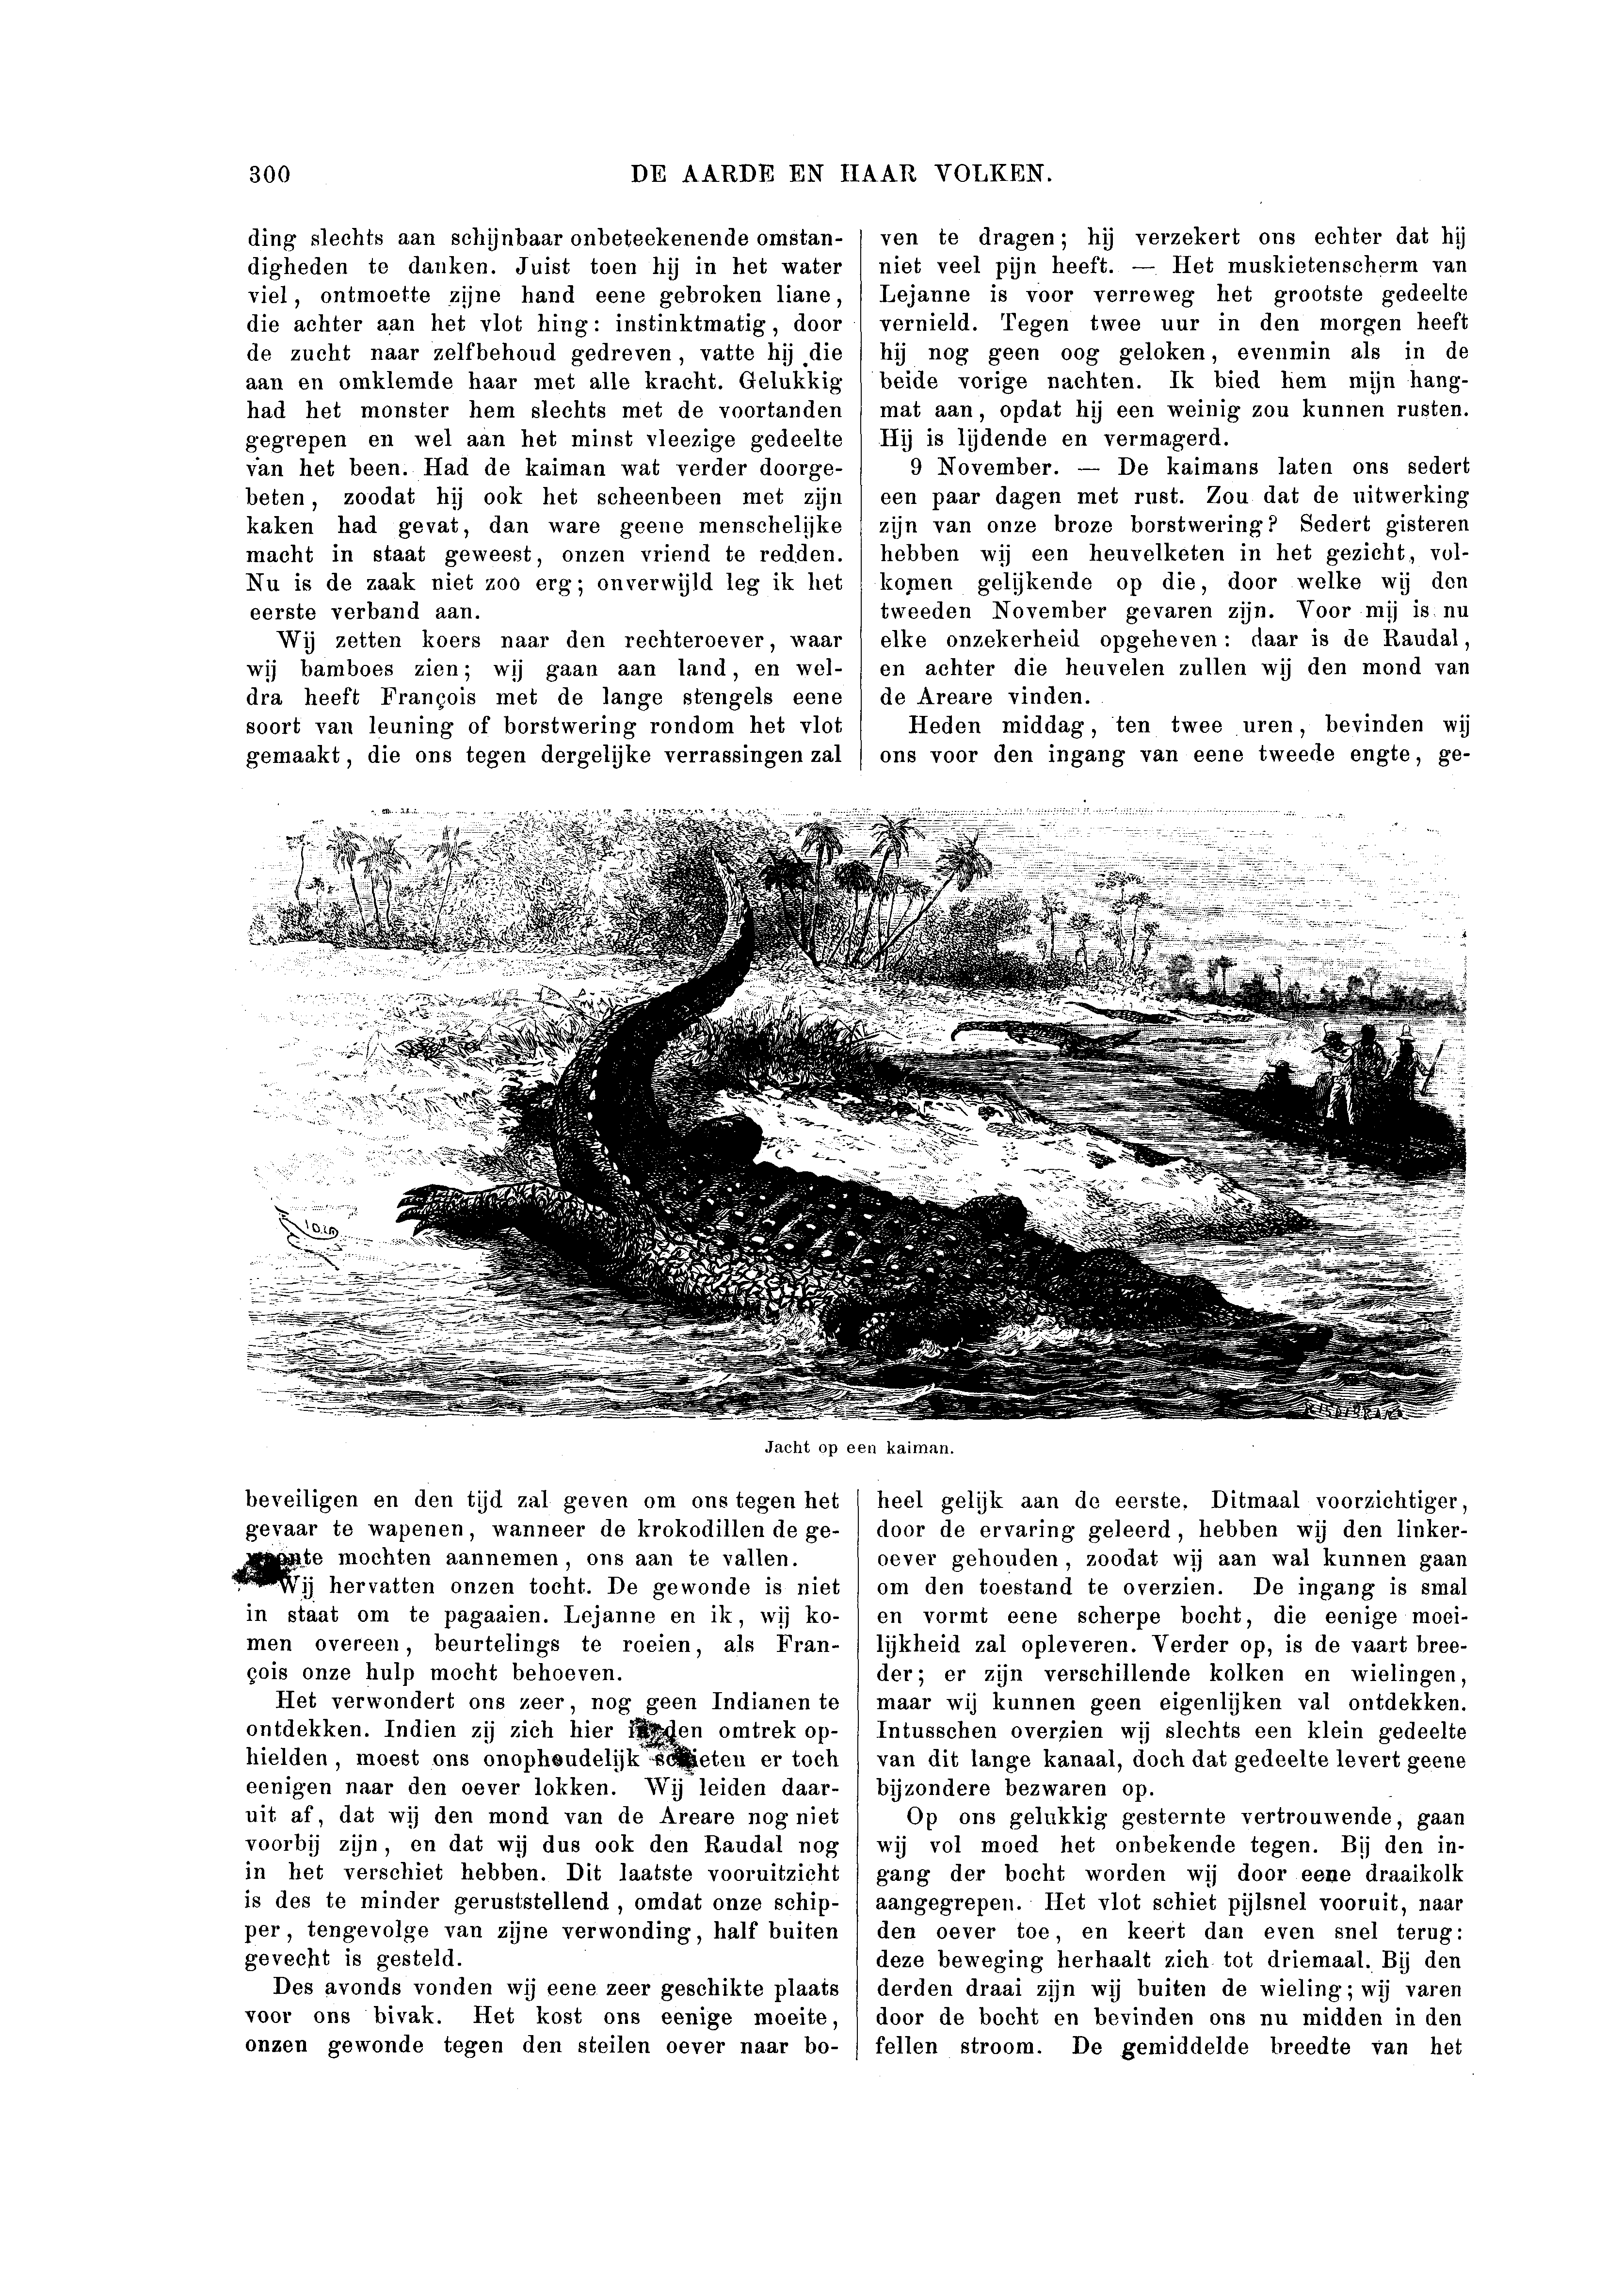 300
DE AARDE EN HAAR VOLKEN.
ding slechts aan schijnbaar onbeteekenende omstan-
digheden te danken. Juist toen hij in het water
viel, ontmoette zijne hand eene gebroken liane,
die achter aan het vlot hing: instinktmatig, door
de zucht naar zelfbehoud gedreven, vatte hij die
aan en omklemde haar met alle kracht. Gelukkig
had het monster hem slechts met de voortanden
gegrepen en wel aan het minst vleezige gedeelte
van het been. Had de kaiman wat verder doorge-
beten, zoodat hij ook het scheenbeen met zijn
kaken had gevat, dan ware geene menschelijke
macht in staat geweest, onzen vriend te redden.
Nu is de zaak niet zoo erg; onverwijld leg ik het
eerste verband aan.
Wij zetten koers naar den rechteroever, waar
wij bamboes zien; wij gaan aan land, en wel-
dra heeft François met de lange stengels eene
soort van leuning of borstwering rondom het vlot
gemaakt, die ons tegen dergelijke verrassingen zal
beveiligen en den tijd zal geven om ons tegen het
gevaar te wapenen, wanneer de krokodillen de ge-
mochten aannemen, ons aan te vallen.
Wij hervatten onzen tocht. De gewonde is niet
in staat om te pagaaien. Lejanne en ik, wij ko-
men overeen, beurtelings te roeien, als Fran-
çois onze hulp mocht behoeven.
Het verwondert ons zeer, nog geen Indianen te
ontdekken. Indien zij zich hier in den omtrek op-
hielden, moest ons onophoudelijk schieten er toch
eenigen naar den oever lokken. Wij leiden daar-
uit af, dat wij den mond van de Areare nog niet
voorbij zijn, en dat wij dus ook den Raudal nog
in het verschiet hebben. Dit laatste vooruitzicht
is des te minder geruststellend, omdat onze schip-
per, tengevolge van zijne verwonding, half buiten
gevecht is gesteld.
Des avonds vonden wij eene zeer geschikte plaats
voor ons bivak. Het kost ons eenige moeite,
onzen gewonde tegen den steilen oever naar bo-
ven te dragen; hij verzekert ons echter dat hij
niet veel pijn heeft. — Het muskietenscherm van
Lejanne is voor verreweg het grootste gedeelte
vernield. Tegen twee uur in den morgen heeft
hij nog geen oog geloken, evenmin als in de
beide vorige nachten. Ik bied hem mijn hang-
mat aan, opdat hij een weinig zou kunnen rusten.
Hij is lijdende en vermagerd.
9 November. — De kaimans laten ons sedert
een paar dagen met rust. Zou dat de uitwerking
zijn van onze broze borstwering? Sedert gisteren
hebben wij een heuvelketen in het gezicht, vol-
komen gelijkende op die, door welke wij den
tweeden November gevaren zijn. Voor mij is nu
elke onzekerheid opgeheven: daar is de Raudal,
en achter die heuvelen zullen wij den mond van
de Areare vinden.
Heden middag, ten twee uren, bevinden wij
ons voor den ingang van eene tweede engte, ge-
heel gelijk aan de eerste. Ditmaal voorzichtiger,
door de ervaring geleerd, hebben wij den linker-
oever gehouden, zoodat wij aan wal kunnen gaan
om den toestand te overzien. De ingang is smal
en vormt eene scherpe bocht, die eenige moei-
lijkheid zal opleveren. Verder op, is de vaart bree-
der; er zijn verschillende kolken en wielingen,
maar wij kunnen geen eigenlijken val ontdekken.
Intusschen overzien wij slechts een klein gedeelte
van dit lange kanaal, doch dat gedeelte levert geene
bijzondere bezwaren op.
Op ons gelukkig gesternte vertrouwende, gaan
wij vol moed het onbekende tegen. Bij den in-
gang der bocht worden wij door eene draaikolk
aangegrepen. Het vlot schiet pijlsnel vooruit, naar
den oever toe, en keert dan even snel terug:
deze beweging herhaalt zich tot driemaal. Bij den
derden draai zijn wij buiten de wieling; wij varen
door de bocht en bevinden ons nu midden in den
fellen stroom. De gemiddelde breedte van het
Jacht op een kaiman.